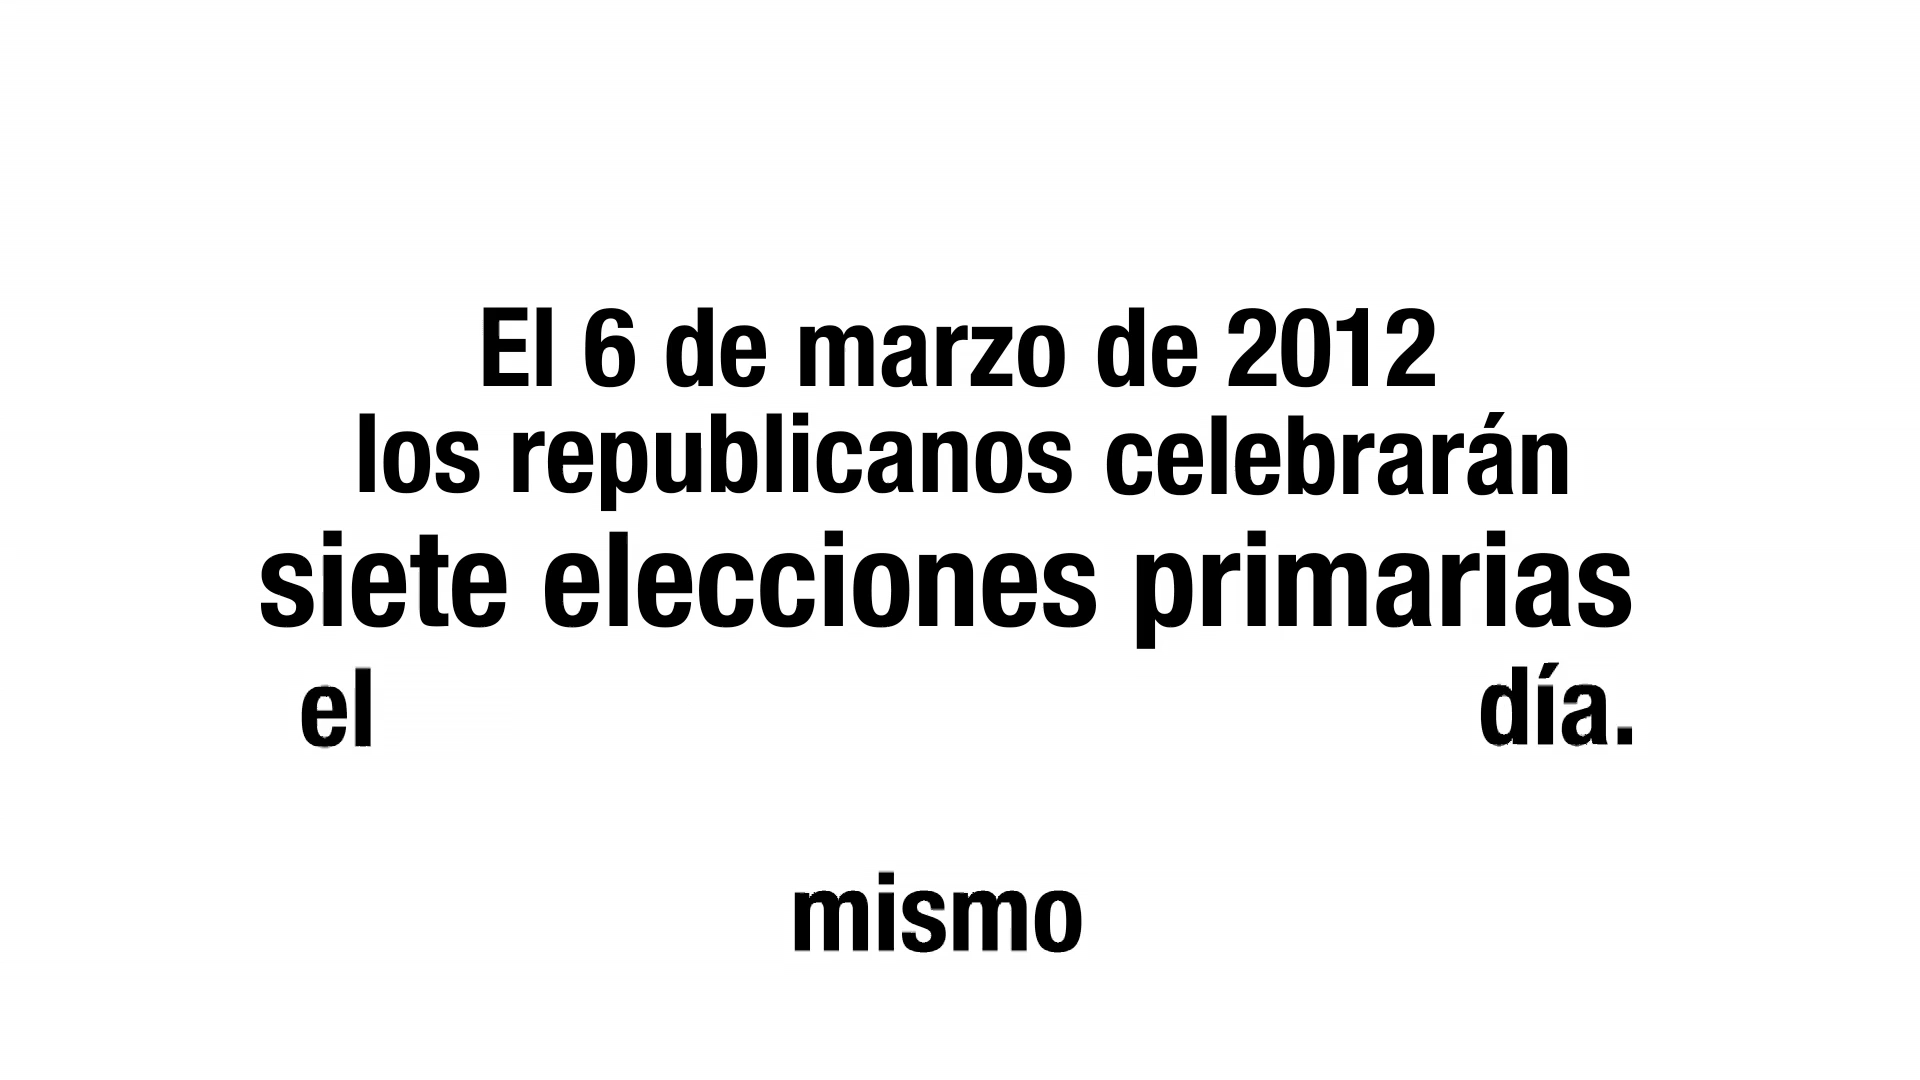 El 6 de marzo de 2012
los republicanos celebrarán
siete elecciones primarias
el día.
mismo